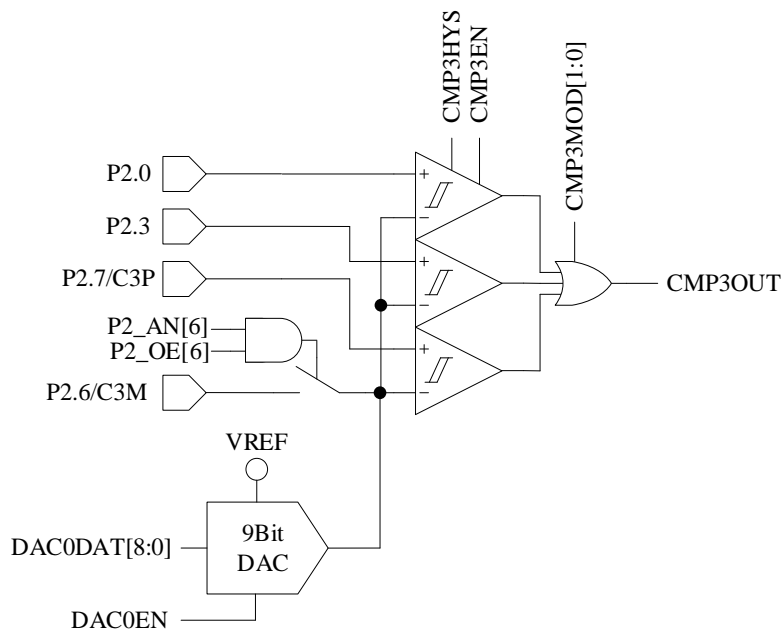 CMP3HYS
CMP3EN
CMP3MOD[1:0]
P2.0
+
−
P2.3
+
−
CMP3OUT
P2.7/C3P
P2_AN[6]
P2_OE[6]
+
−
P2.6/C3M
VREF
DAC0DAT[8:0]
9Bit
DAC
DAC0EN